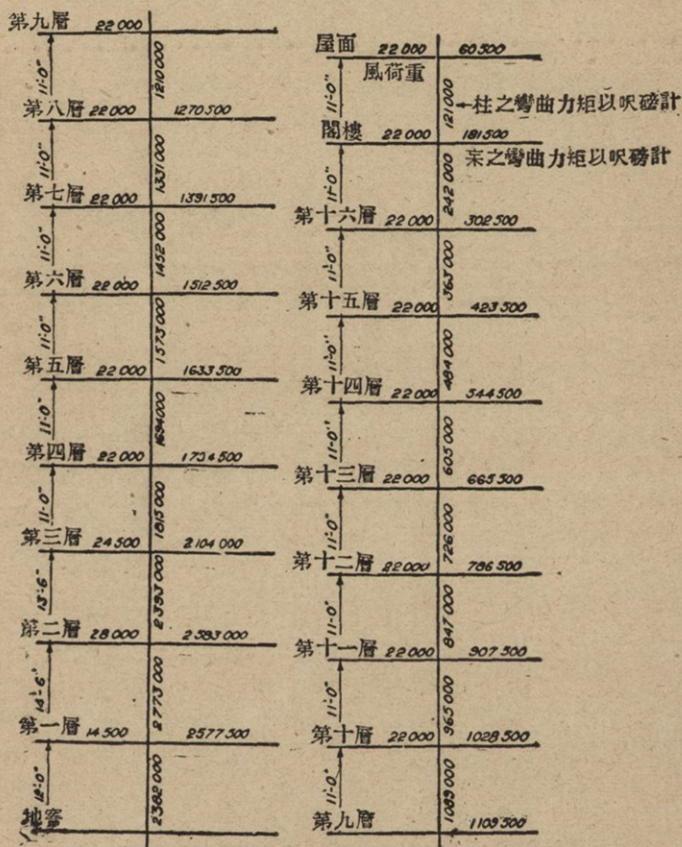 第九層 22000
11'-0" 1210000
第八層 22000 1270500
11'-0" 1331000
第七層 22000 1391500
11'-0" 1452000
第六層 22000 1512500
11'-0" 1573000
第五層 22000 1633500
11'-0" 1694000
第四層 22000 1754500
11'-0" 1815000
第三層 24500 2104000
13'-6" 2393000
第二層 28000 2583000
14'-6" 2773000
第一層 14500 2577500
12'-0" 2382000
地窖
屋面 22000 60500
風荷重
11'-0" 121000 柱之彎曲力矩以呎磅計
閣樓 22000 181500
梁之彎曲力矩以呎磅計
11'-0" 242000
第十六層 22000 302500
11'-0" 363000
第十五層 22000 423500
11'-0" 484000
第十四層 22000 544500
11'-0" 605000
第十三層 22000 665500
11'-0" 726000
第十二層 22000 786500
11'-0" 847000
第十一層 22000 907500
11'-0" 965000
第十層 22000 1028500
11'-0" 1089000
第九層 1109500